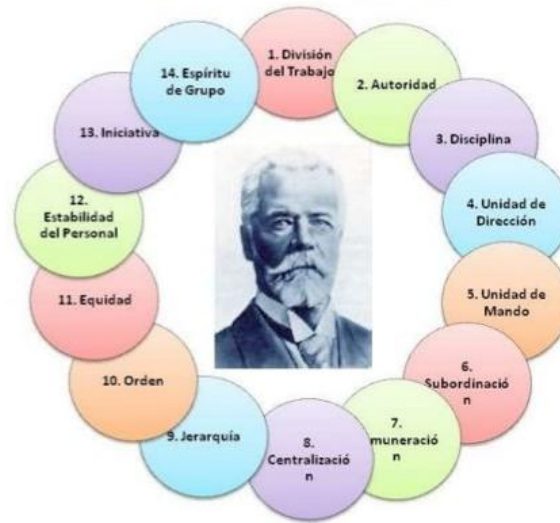 1. División
del Trabajo
2. Autoridad
3. Disciplina
4. Unidad de
Dirección
5. Unidad de
Mando
6.
Subordinació
n
7.
muneració
n
8.
Centralizació
n
9. Jerarquía
10. Orden
11. Equidad
12.
Estabilidad
del Personal
13. Iniciativa
14. Espíritu
de Grupo